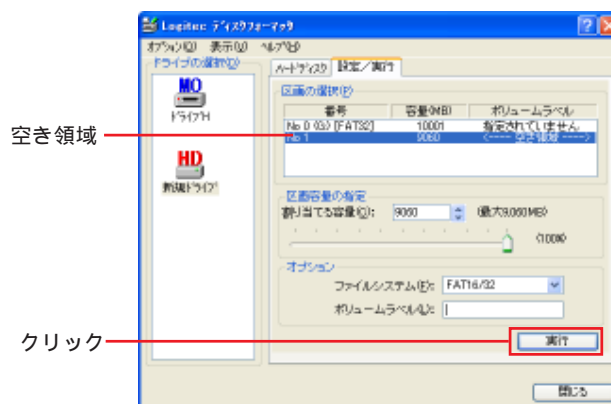 Logitec ディスクフォーマッタ
オプション(O) 表示(V) ヘルプ(H)
ドライブの選択(D)
MO
ドライブH
HD
新規ドライブ
ハードディスク 設定／実行
区画の選択(P)
番号 容量(MB) ボリュームラベル
No 0 (G:) [FAT32] 10001 指定されていません
No 1 9060 <---- 空き領域 ---->
区画容量の指定
割り当てる容量(Q): 9060 (最大9,060MB)
(100%)
オプション
ファイルシステム(F): FAT16/32
ボリュームラベル(L):
実行
閉じる
空き領域
クリック